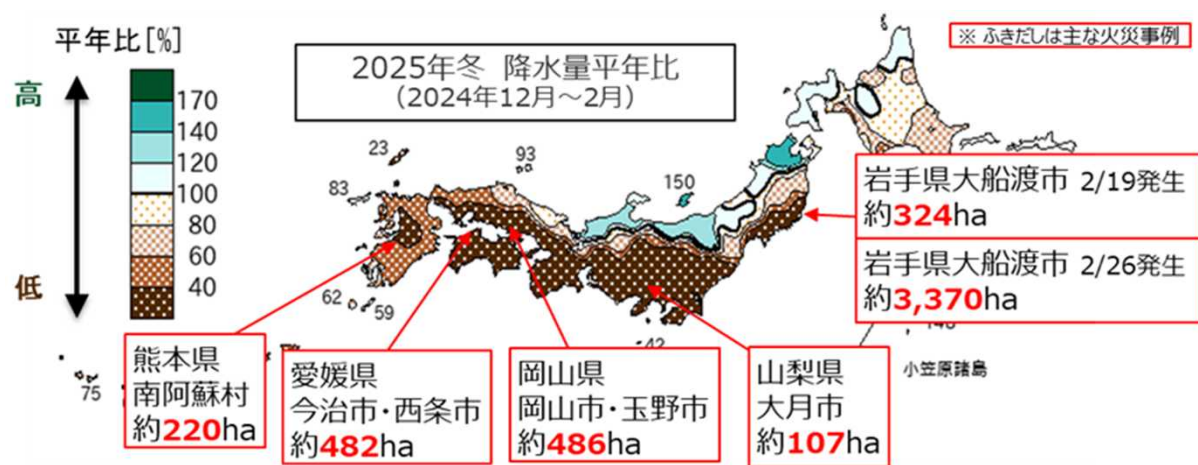 平年比[%]
高
低
170
140
120
100
80
60
40
2025年冬 降水量平年比
(2024年12月～2月)
※ ふきだしは主な火災事例
23
93
83
150
62
59
75
42
小笠原諸島
岩手県大船渡市 2/19発生
約324ha
岩手県大船渡市 2/26発生
約3,370ha
熊本県
南阿蘇村
約220ha
愛媛県
今治市・西条市
約482ha
岡山県
岡山市・玉野市
約486ha
山梨県
大月市
約107ha